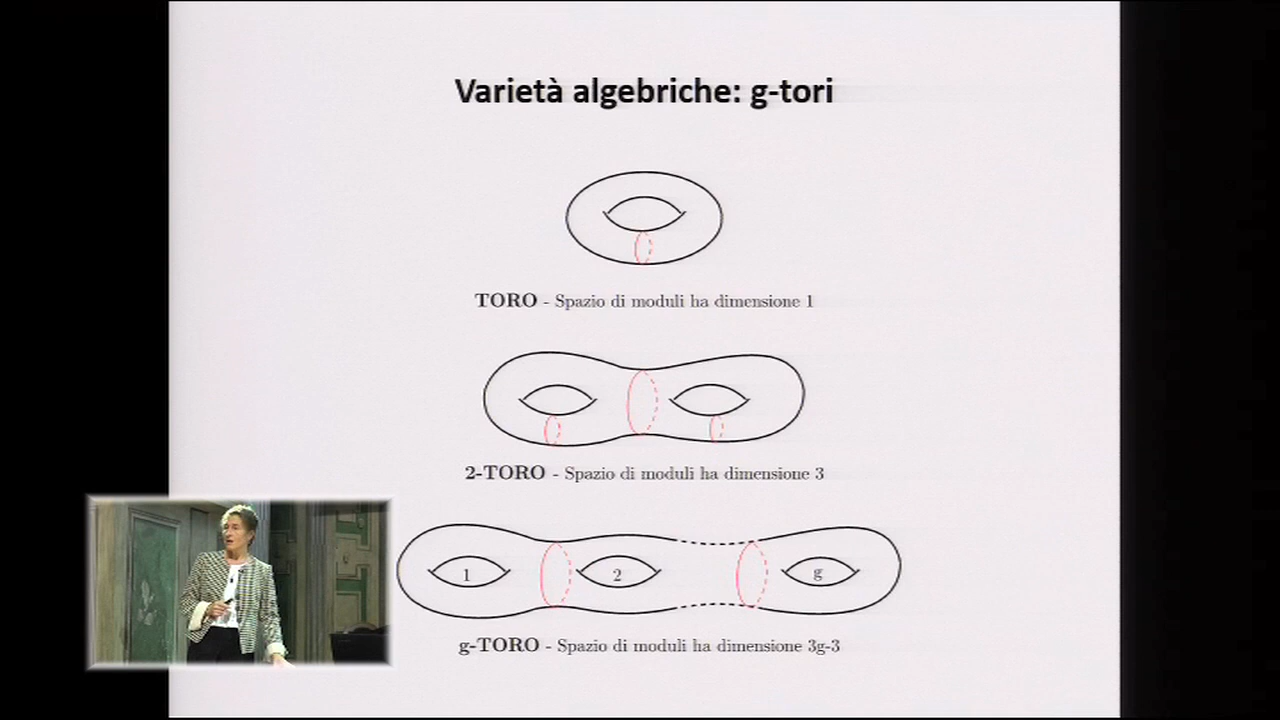 Varietà algebriche: g-tori
TORO - Spazio di moduli ha dimensione 1
2-TORO - Spazio di moduli ha dimensione 3
1 2 g
g-TORO - Spazio di moduli ha dimensione 3g-3